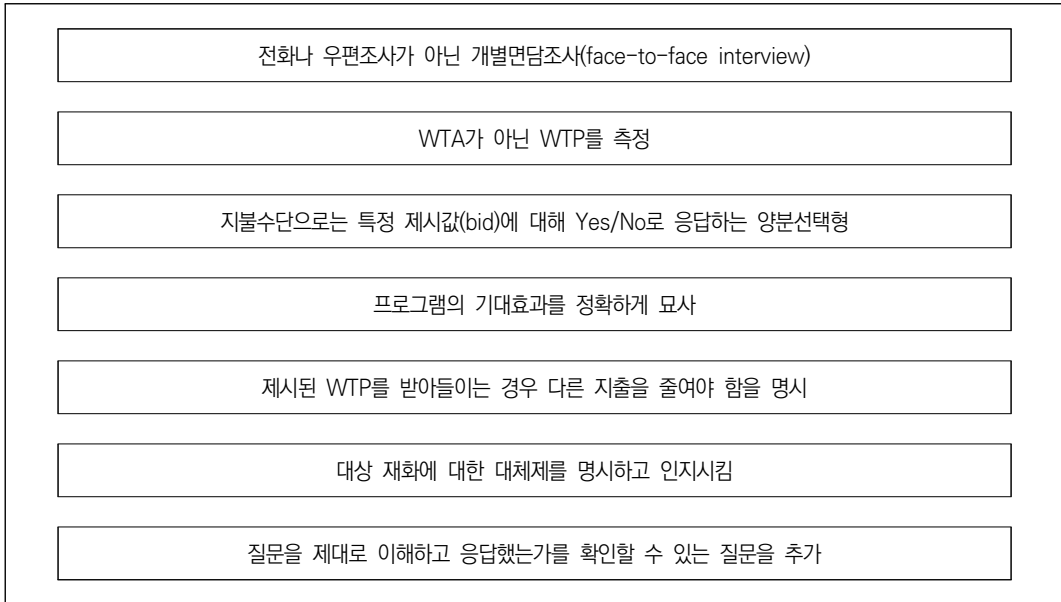 전화나 우편조사가 아닌 개별면담조사(face-to-face interview)
WTA가 아닌 WTP를 측정
지불수단으로는 특정 제시값(bid)에 대해 Yes/No로 응답하는 양분선택형
프로그램의 기대효과를 정확하게 묘사
제시된 WTP를 받아들이는 경우 다른 지출을 줄여야 함을 명시
대상 재화에 대한 대체제를 명시하고 인지시킴
질문을 제대로 이해하고 응답했는가를 확인할 수 있는 질문을 추가